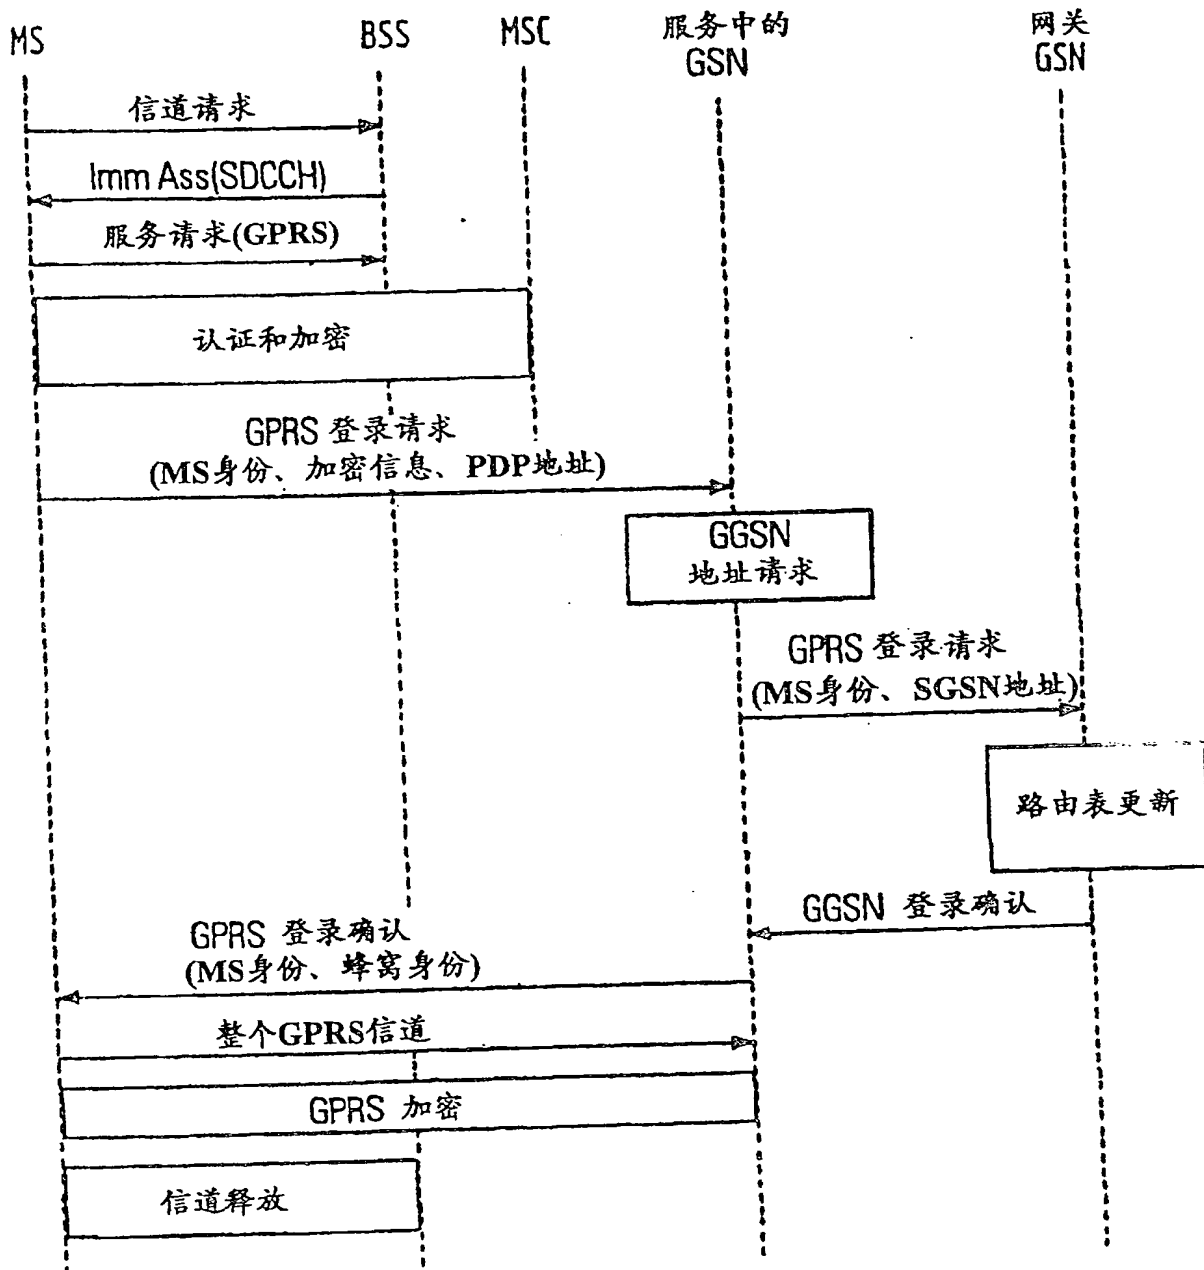 MS
BSS
MSC
服务中的
GSN
网关
GSN
信道请求
Imm Ass(SDCCH)
服务请求(GPRS)
认证和加密
GPRS 登录请求
(MS身份、加密信息、PDP地址)
GGSN
地址请求
GPRS 登录请求
(MS身份、SGSN地址)
路由表更新
GGSN 登录确认
GPRS 登录确认
(MS身份、蜂窝身份)
整个GPRS信道
GPRS 加密
信道释放